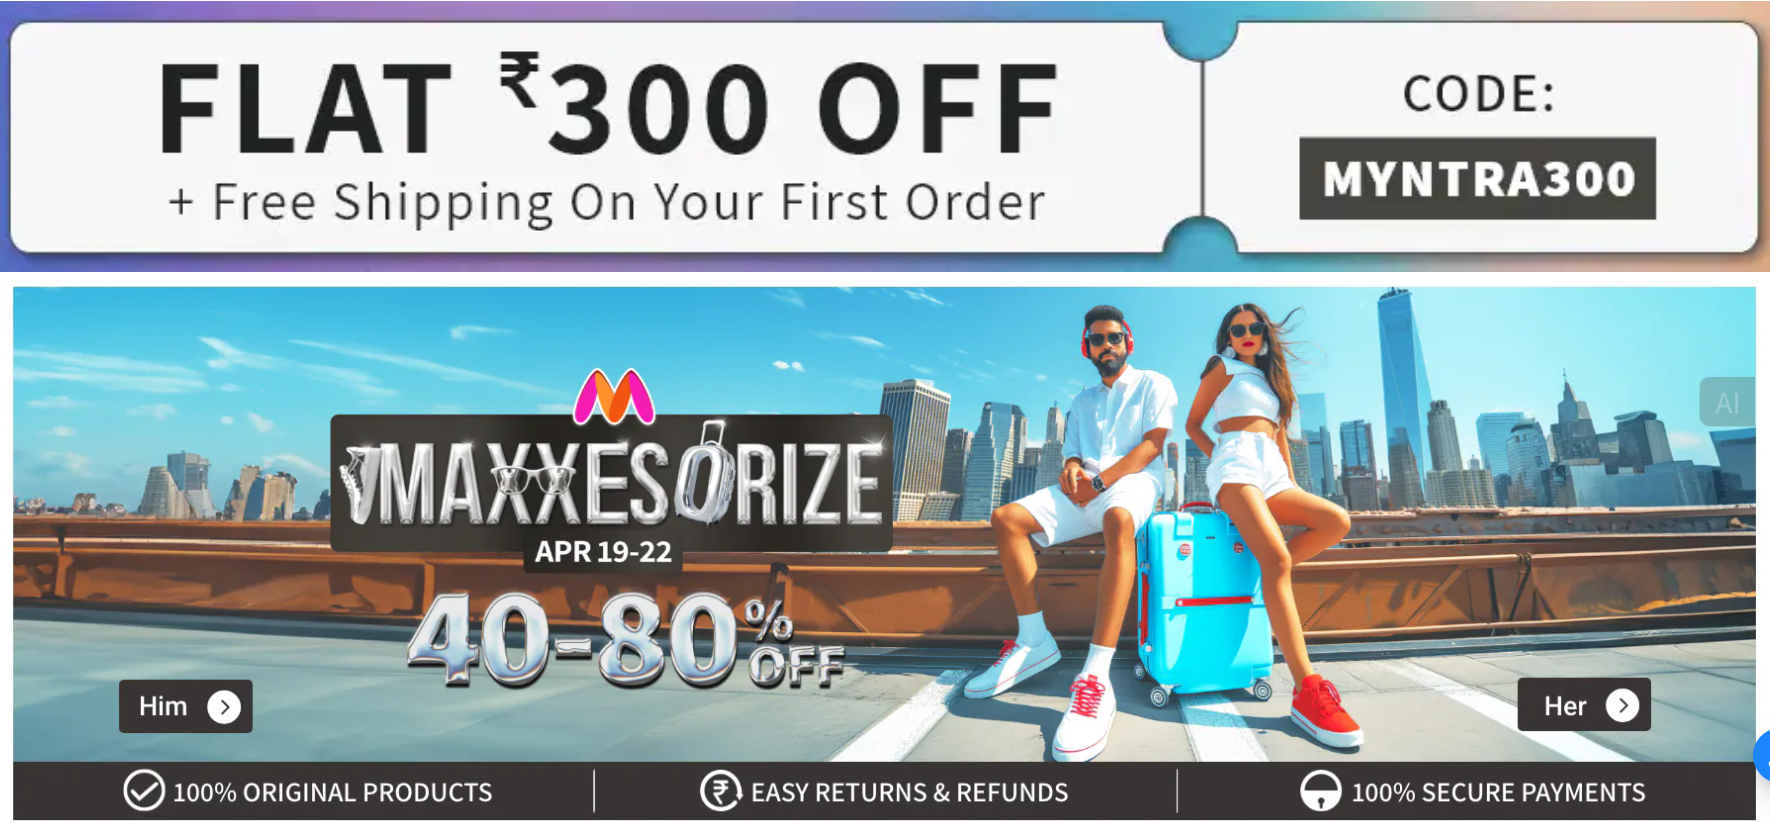 FLAT ₹300 OFF
+ Free Shipping On Your First Order
CODE:
MYNTRA300
MAXXESORIZE
APR 19-22
40-80% OFF
AI
Him
Her
100% ORIGINAL PRODUCTS
EASY RETURNS & REFUNDS
100% SECURE PAYMENTS